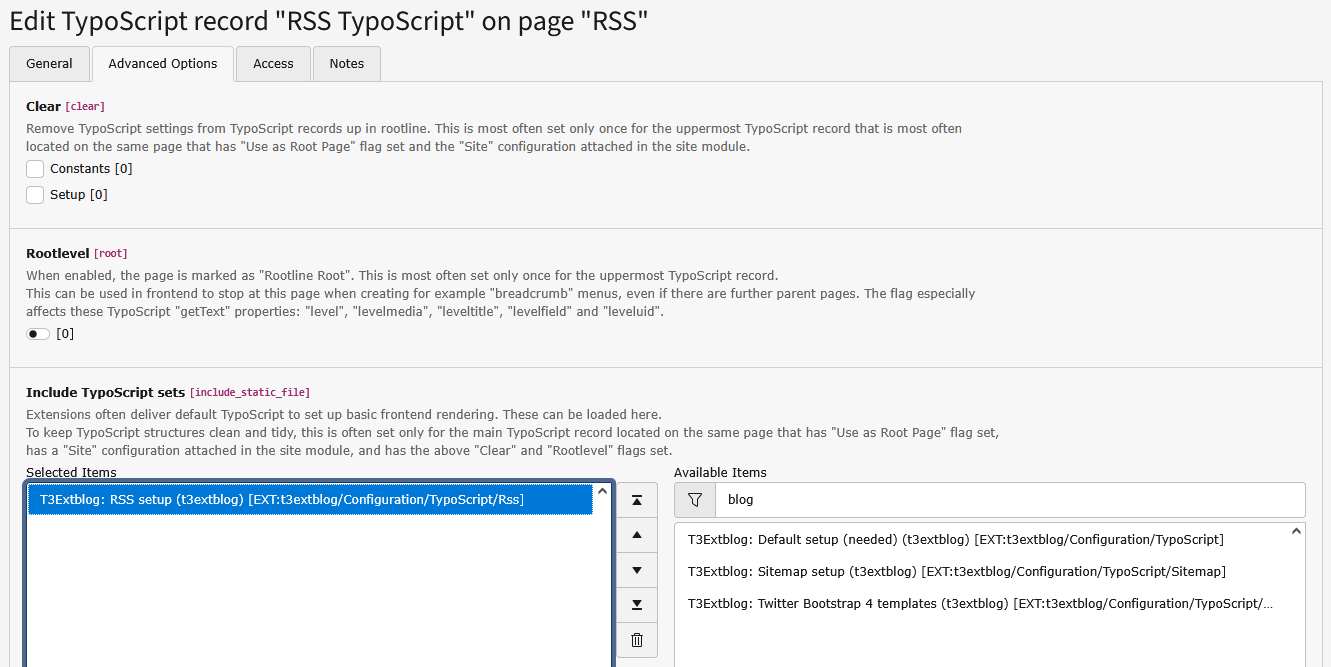 Edit TypoScript record "RSS TypoScript" on page "RSS"
General
Advanced Options
Access
Notes
Clear [clear]
Remove TypoScript settings from TypoScript records up in rootline. This is most often set only once for the uppermost TypoScript record that is most often
located on the same page that has "Use as Root Page" flag set and the "Site" configuration attached in the site module.
Constants [0]
Setup [0]
Rootlevel [root]
When enabled, the page is marked as "Rootline Root". This is most often set only once for the uppermost TypoScript record.
This can be used in frontend to stop at this page when creating for example "breadcrumb" menus, even if there are further parent pages. The flag especially
affects these TypoScript "getText" properties: "level", "levelmedia", "leveltitle", "levelfield" and "leveluid".
[0]
Include TypoScript sets [include_static_file]
Extensions often deliver default TypoScript to set up basic frontend rendering. These can be loaded here.
To keep TypoScript structures clean and tidy, this is often set only for the main TypoScript record located on the same page that has "Use as Root Page" flag set,
has a "Site" configuration attached in the site module, and has the above "Clear" and "Rootlevel" flags set.
Selected Items
T3Extblog: RSS setup (t3extblog) [EXT:t3extblog/Configuration/TypoScript/Rss]
Available Items
blog
T3Extblog: Default setup (needed) (t3extblog) [EXT:t3extblog/Configuration/TypoScript]
T3Extblog: Sitemap setup (t3extblog) [EXT:t3extblog/Configuration/TypoScript/Sitemap]
T3Extblog: Twitter Bootstrap 4 templates (t3extblog) [EXT:t3extblog/Configuration/TypoScript/...